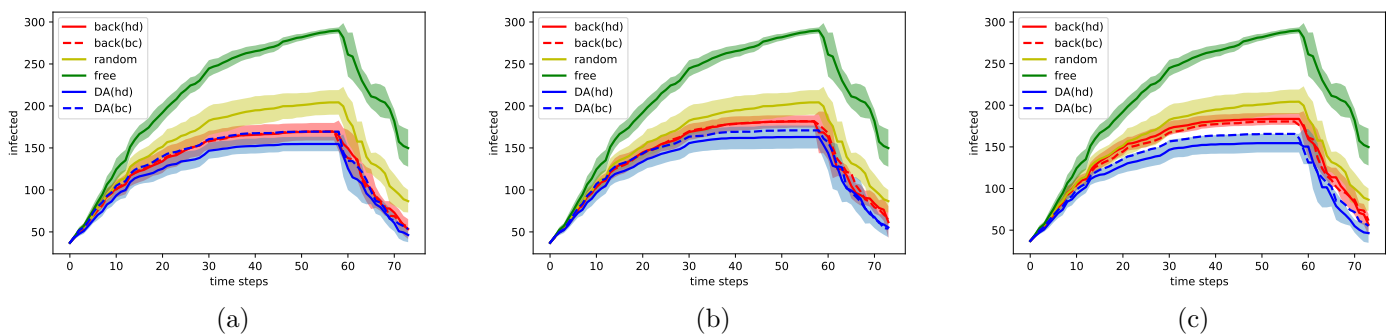 300
250
200
150
100
50
infected
back(hd)
back(bc)
random
free
DA(hd)
DA(bc)
0 10 20 30 40 50 60 70
time steps
(a)
300
250
200
150
100
50
infected
back(hd)
back(bc)
random
free
DA(hd)
DA(bc)
0 10 20 30 40 50 60 70
time steps
(b)
300
250
200
150
100
50
infected
back(hd)
back(bc)
random
free
DA(hd)
DA(bc)
0 10 20 30 40 50 60 70
time steps
(c)